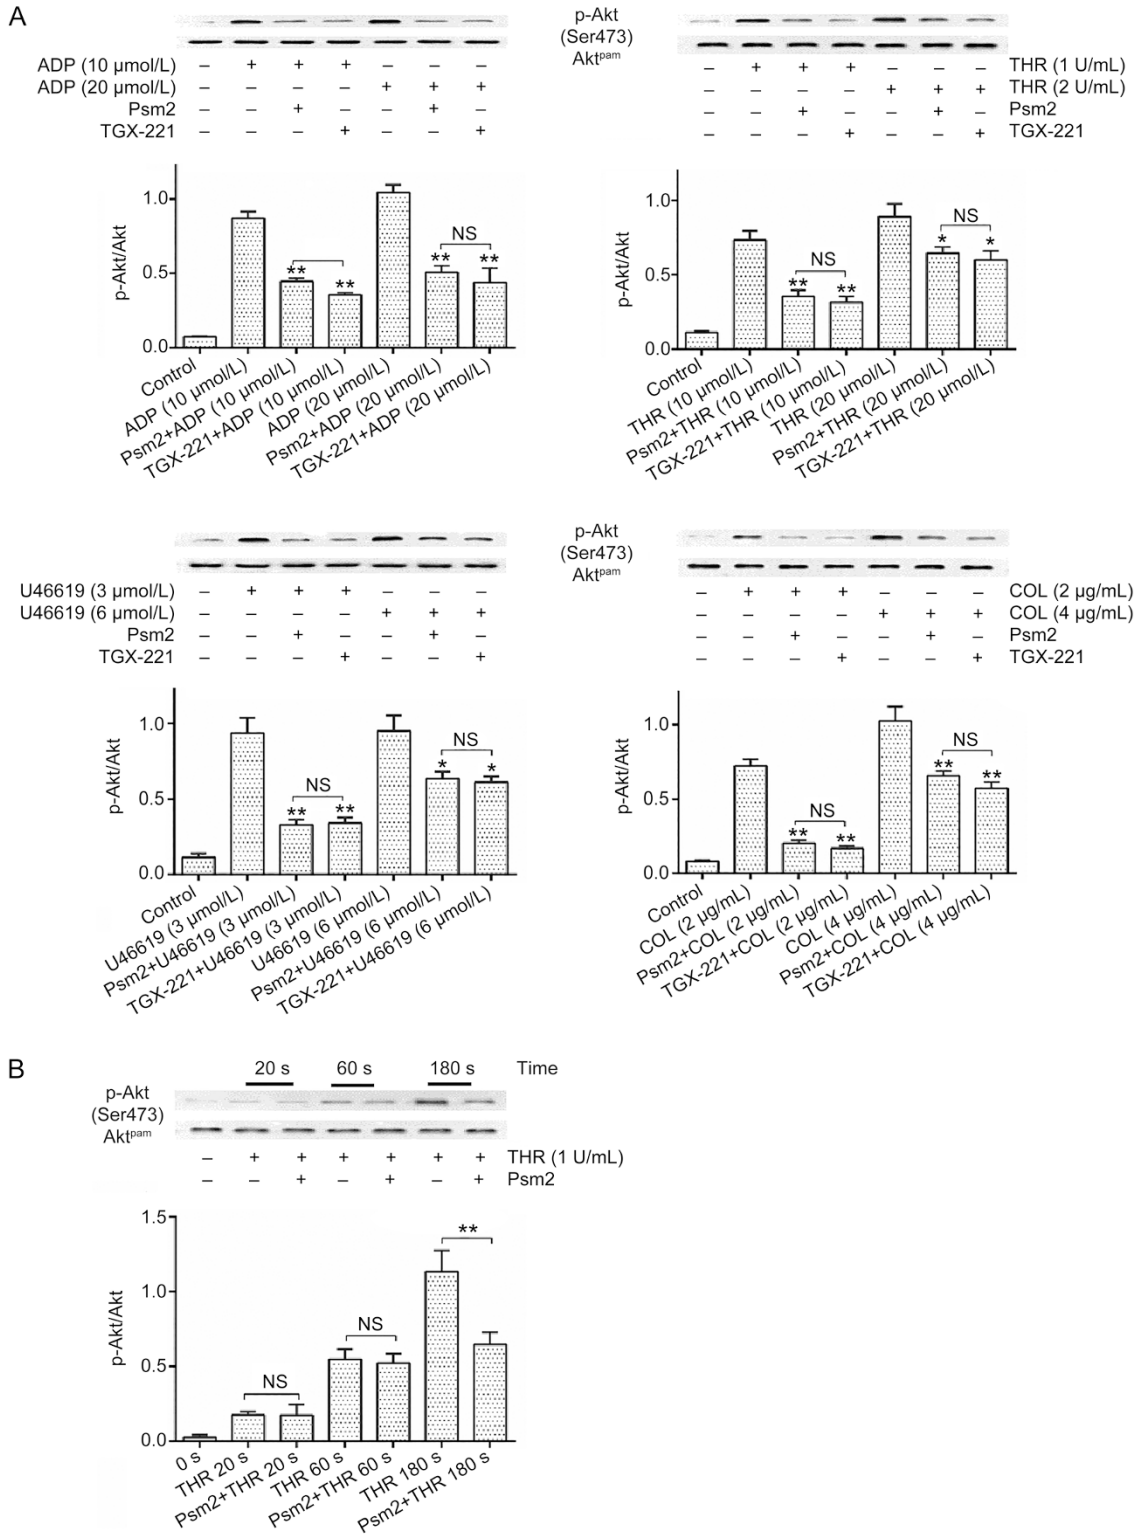 A
ADP (10 µmol/L) – + + + – – –
ADP (20 µmol/L) – – – – + + +
Psm2 – – + – – + –
TGX-221 – – – + – – +
p-Akt/Akt
1.0
0.5
0.0
** ** ** NS **
Control
ADP (10 µmol/L)
Psm2+ADP (10 µmol/L)
TGX-221+ADP (10 µmol/L)
ADP (20 µmol/L)
Psm2+ADP (20 µmol/L)
TGX-221+ADP (20 µmol/L)
p-Akt
(Ser473)
Aktpam
– + + + – – – THR (1 U/mL)
– – – – + + + THR (2 U/mL)
– – + – – + – Psm2
– – – + – – + TGX-221
p-Akt/Akt
1.0
0.5
0.0
** NS ** * NS *
Control
THR (10 µmol/L)
Psm2+THR (10 µmol/L)
TGX-221+THR (10 µmol/L)
THR (20 µmol/L)
Psm2+THR (20 µmol/L)
TGX-221+THR (20 µmol/L)
U46619 (3 µmol/L) – + + + – – –
U46619 (6 µmol/L) – – – – + + +
Psm2 – – + – – + –
TGX-221 – – – + – – +
p-Akt/Akt
1.0
0.5
0.0
** NS ** * NS *
Control
U46619 (3 µmol/L)
Psm2+U46619 (3 µmol/L)
TGX-221+U46619 (3 µmol/L)
U46619 (6 µmol/L)
Psm2+U46619 (6 µmol/L)
TGX-221+U46619 (6 µmol/L)
p-Akt
(Ser473)
Aktpam
– + + + – – – COL (2 µg/mL)
– – – – + + + COL (4 µg/mL)
– – + – – + – Psm2
– – – + – – + TGX-221
p-Akt/Akt
1.0
0.5
0.0
** NS ** ** NS **
Control
COL (2 µg/mL)
Psm2+COL (2 µg/mL)
TGX-221+COL (2 µg/mL)
COL (4 µg/mL)
Psm2+COL (4 µg/mL)
TGX-221+COL (4 µg/mL)
B
20 s 60 s 180 s Time
p-Akt
(Ser473)
Aktpam
– + + + + + + THR (1 U/mL)
– – + – + – + Psm2
p-Akt/Akt
1.5
1.0
0.5
0.0
NS NS **
0 s
THR 20 s
Psm2+THR 20 s
THR 60 s
Psm2+THR 60 s
THR 180 s
Psm2+THR 180 s